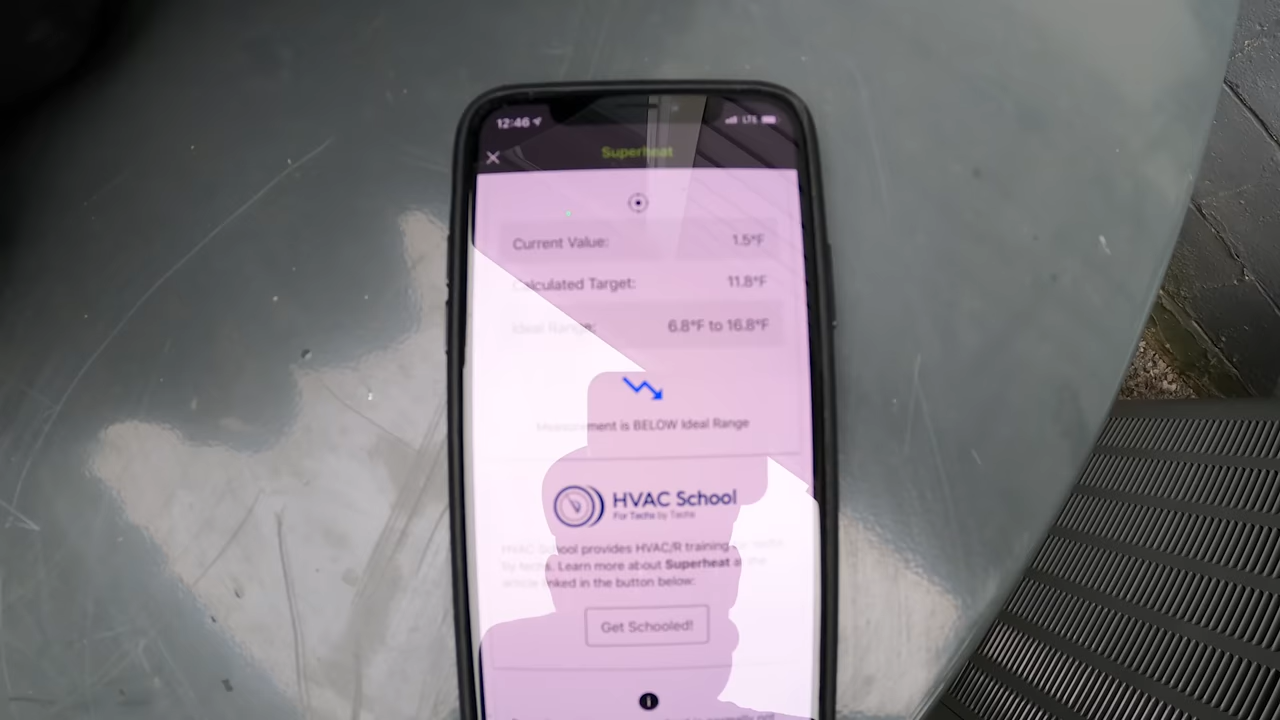 12:46 LTE
Superheat
Current Value: 1.5°F
Calculated Target: 11.8°F
Ideal Range: 6.8°F to 16.8°F
Measurement is BELOW Ideal Range
HVAC School
For Techs by Techs
HVAC School provides HVAC/R training
by techs. Learn more about Superheat at the
article linked in the button below:
Get Schooled!